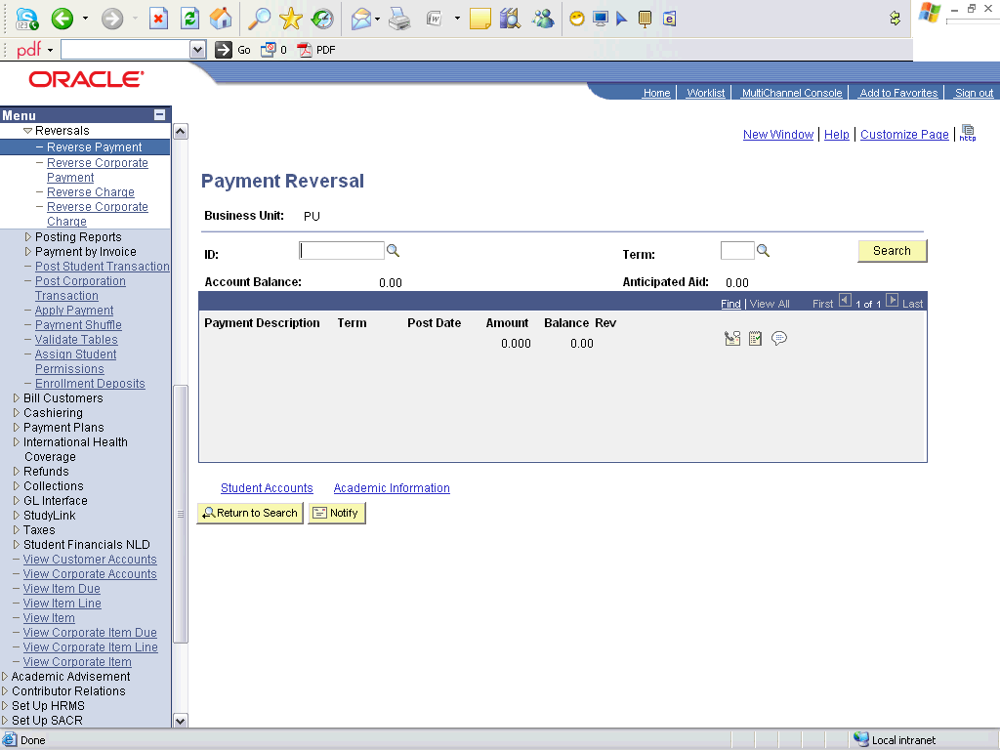 pdf Go 0 PDF
ORACLE
Home Worklist MultiChannel Console Add to Favorites Sign out
New Window Help Customize Page
Menu
Reversals
Reverse Payment
Reverse Corporate
Payment
Reverse Charge
Reverse Corporate
Charge
Posting Reports
Payment by Invoice
Post Student Transaction
Post Corporation
Transaction
Apply Payment
Payment Shuffle
Validate Tables
Assign Student
Permissions
Enrollment Deposits
Bill Customers
Cashiering
Payment Plans
International Health
Coverage
Refunds
Collections
GL Interface
StudyLink
Taxes
Student Financials NLD
View Customer Accounts
View Corporate Accounts
View Item Due
View Item Line
View Item
View Corporate Item Due
View Corporate Item Line
View Corporate Item
Academic Advisement
Contributor Relations
Set Up HRMS
Set Up SACR
Payment Reversal
Business Unit: PU
ID: Term: Search
Account Balance: 0.00 Anticipated Aid: 0.00
Find | View All First 1 of 1 Last
Payment Description Term Post Date Amount Balance Rev
0.000 0.00
Student Accounts Academic Information
Return to Search Notify
Done Local intranet